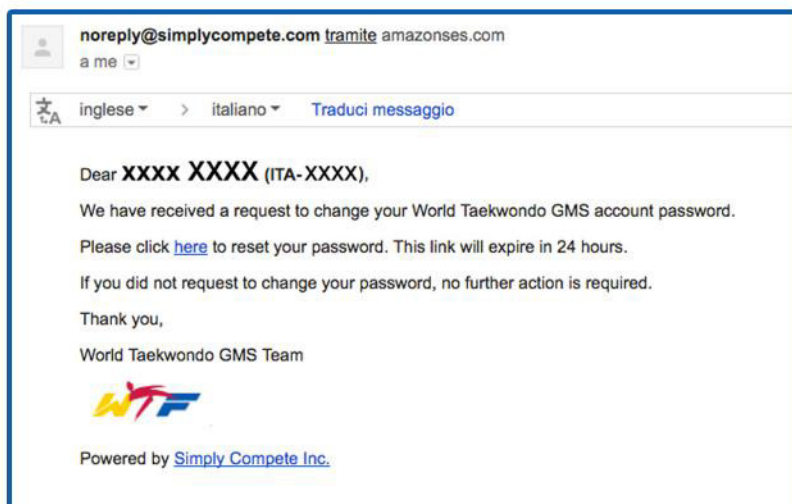 noreply@simplycompete.com tramite amazonses.com
a me
inglese > italiano Traduci messaggio
Dear XXXX XXXX (ITA-XXXX),
We have received a request to change your World Taekwondo GMS account password.
Please click here to reset your password. This link will expire in 24 hours.
If you did not request to change your password, no further action is required.
Thank you,
World Taekwondo GMS Team
WTF
Powered by Simply Compete Inc.